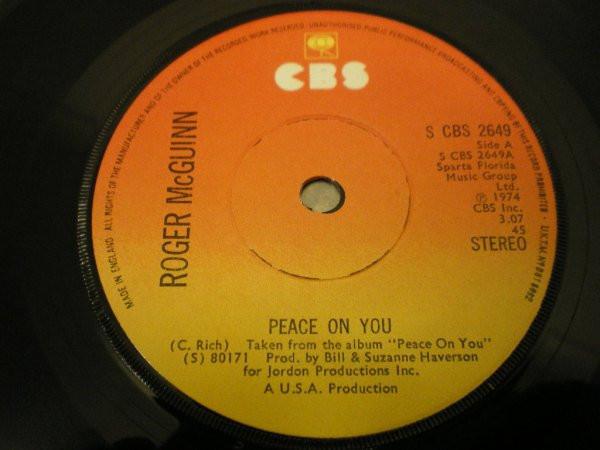 ALL RIGHTS OF THE MANUFACTURER AND OF THE OWNER OF THE RECORDED WORK RESERVED · UNAUTHORISED PUBLIC PERFORMANCE, BROADCASTING AND COPYING OF THIS RECORD PROHIBITED
MADE IN ENGLAND
CBS
ROGER McGUINN
S CBS 2649
Side A
S CBS 2649A
Sparta Florida
Music Group
Ltd.
℗ 1974
CBS Inc.
3.07
45
STEREO
PEACE ON YOU
(C. Rich) Taken from the album "Peace On You"
(S) 80171 Prod. by Bill & Suzanne Haverson
for Jordon Productions Inc.
A U.S.A. Production